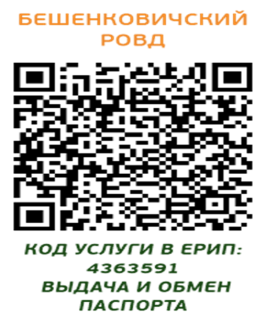 БЕШЕНКОВИЧСКИЙ
РОВД
КОД УСЛУГИ В ЕРИП:
4363591
ВЫДАЧА И ОБМЕН
ПАСПОРТА